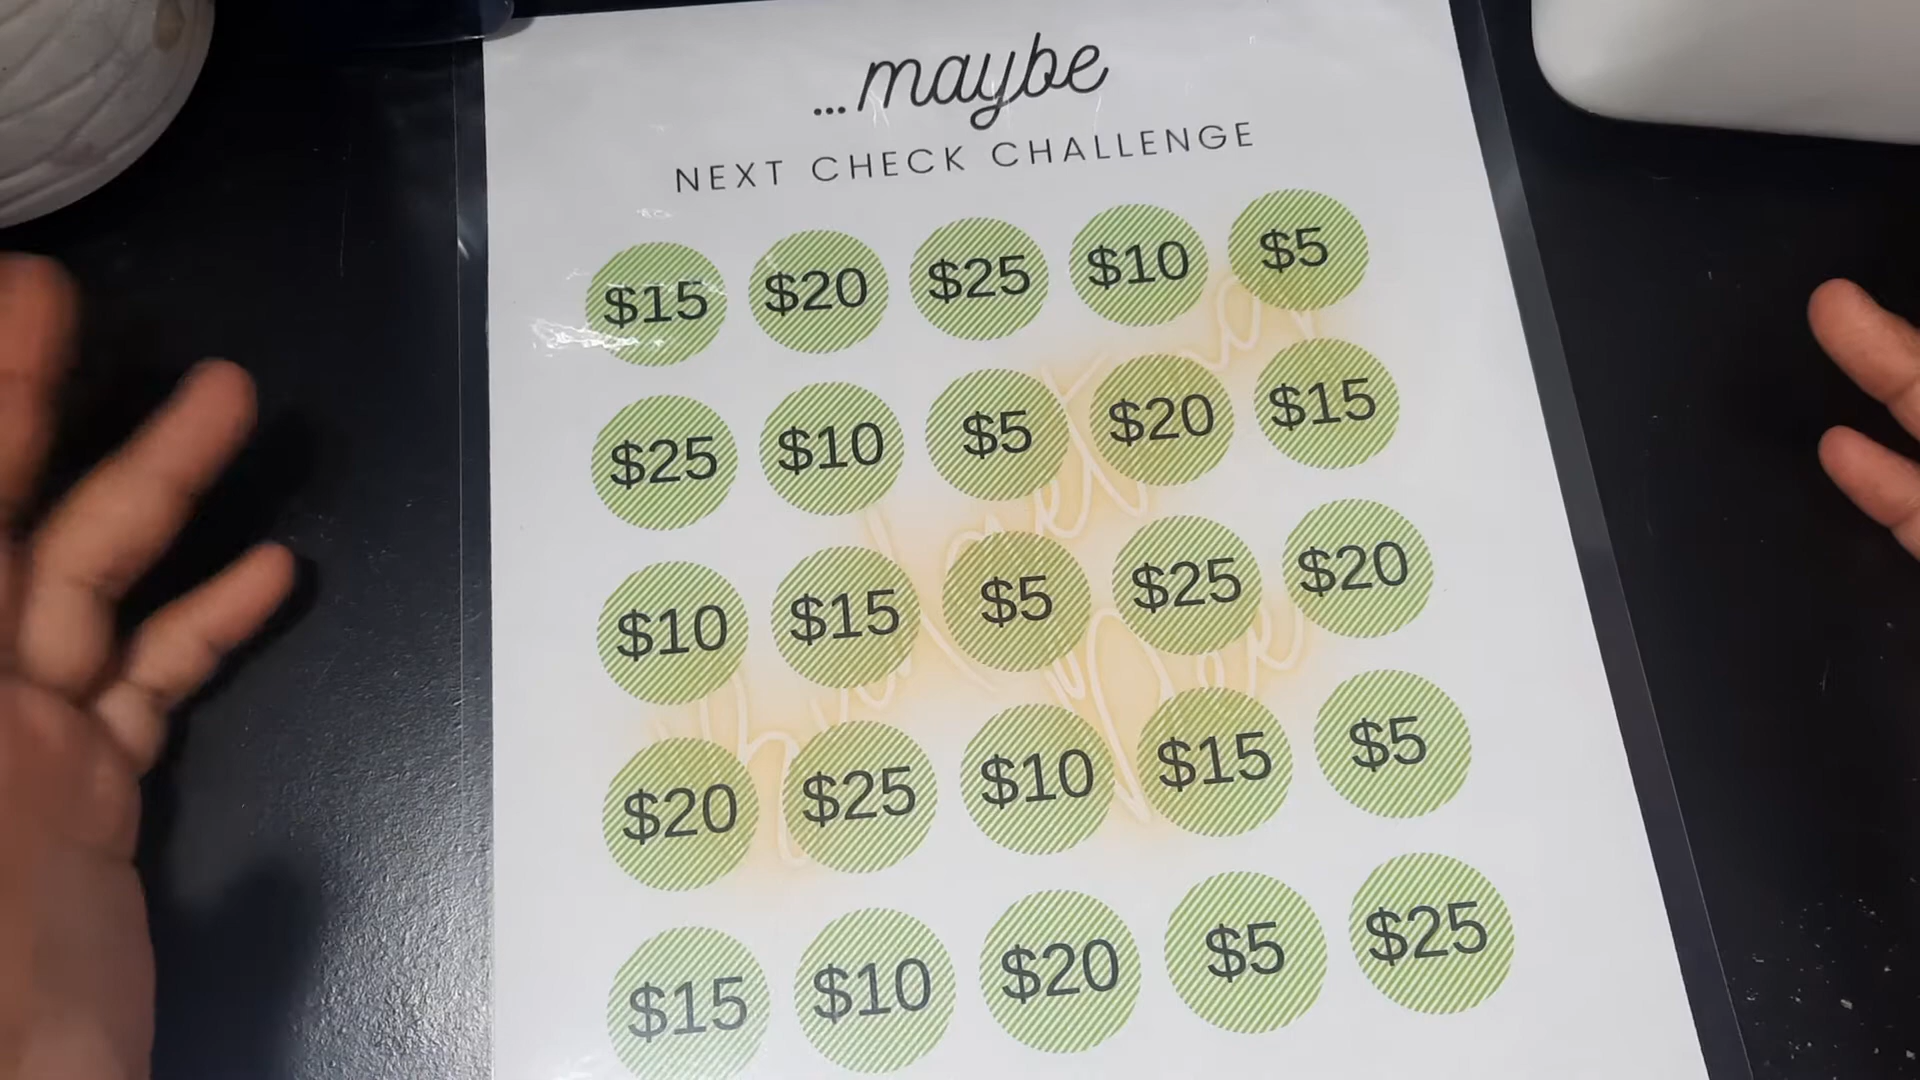 ...maybe
NEXT CHECK CHALLENGE
$15 $20 $25 $10 $5
$25 $10 $5 $20 $15
$10 $15 $5 $25 $20
$20 $25 $10 $15 $5
$15 $10 $20 $5 $25